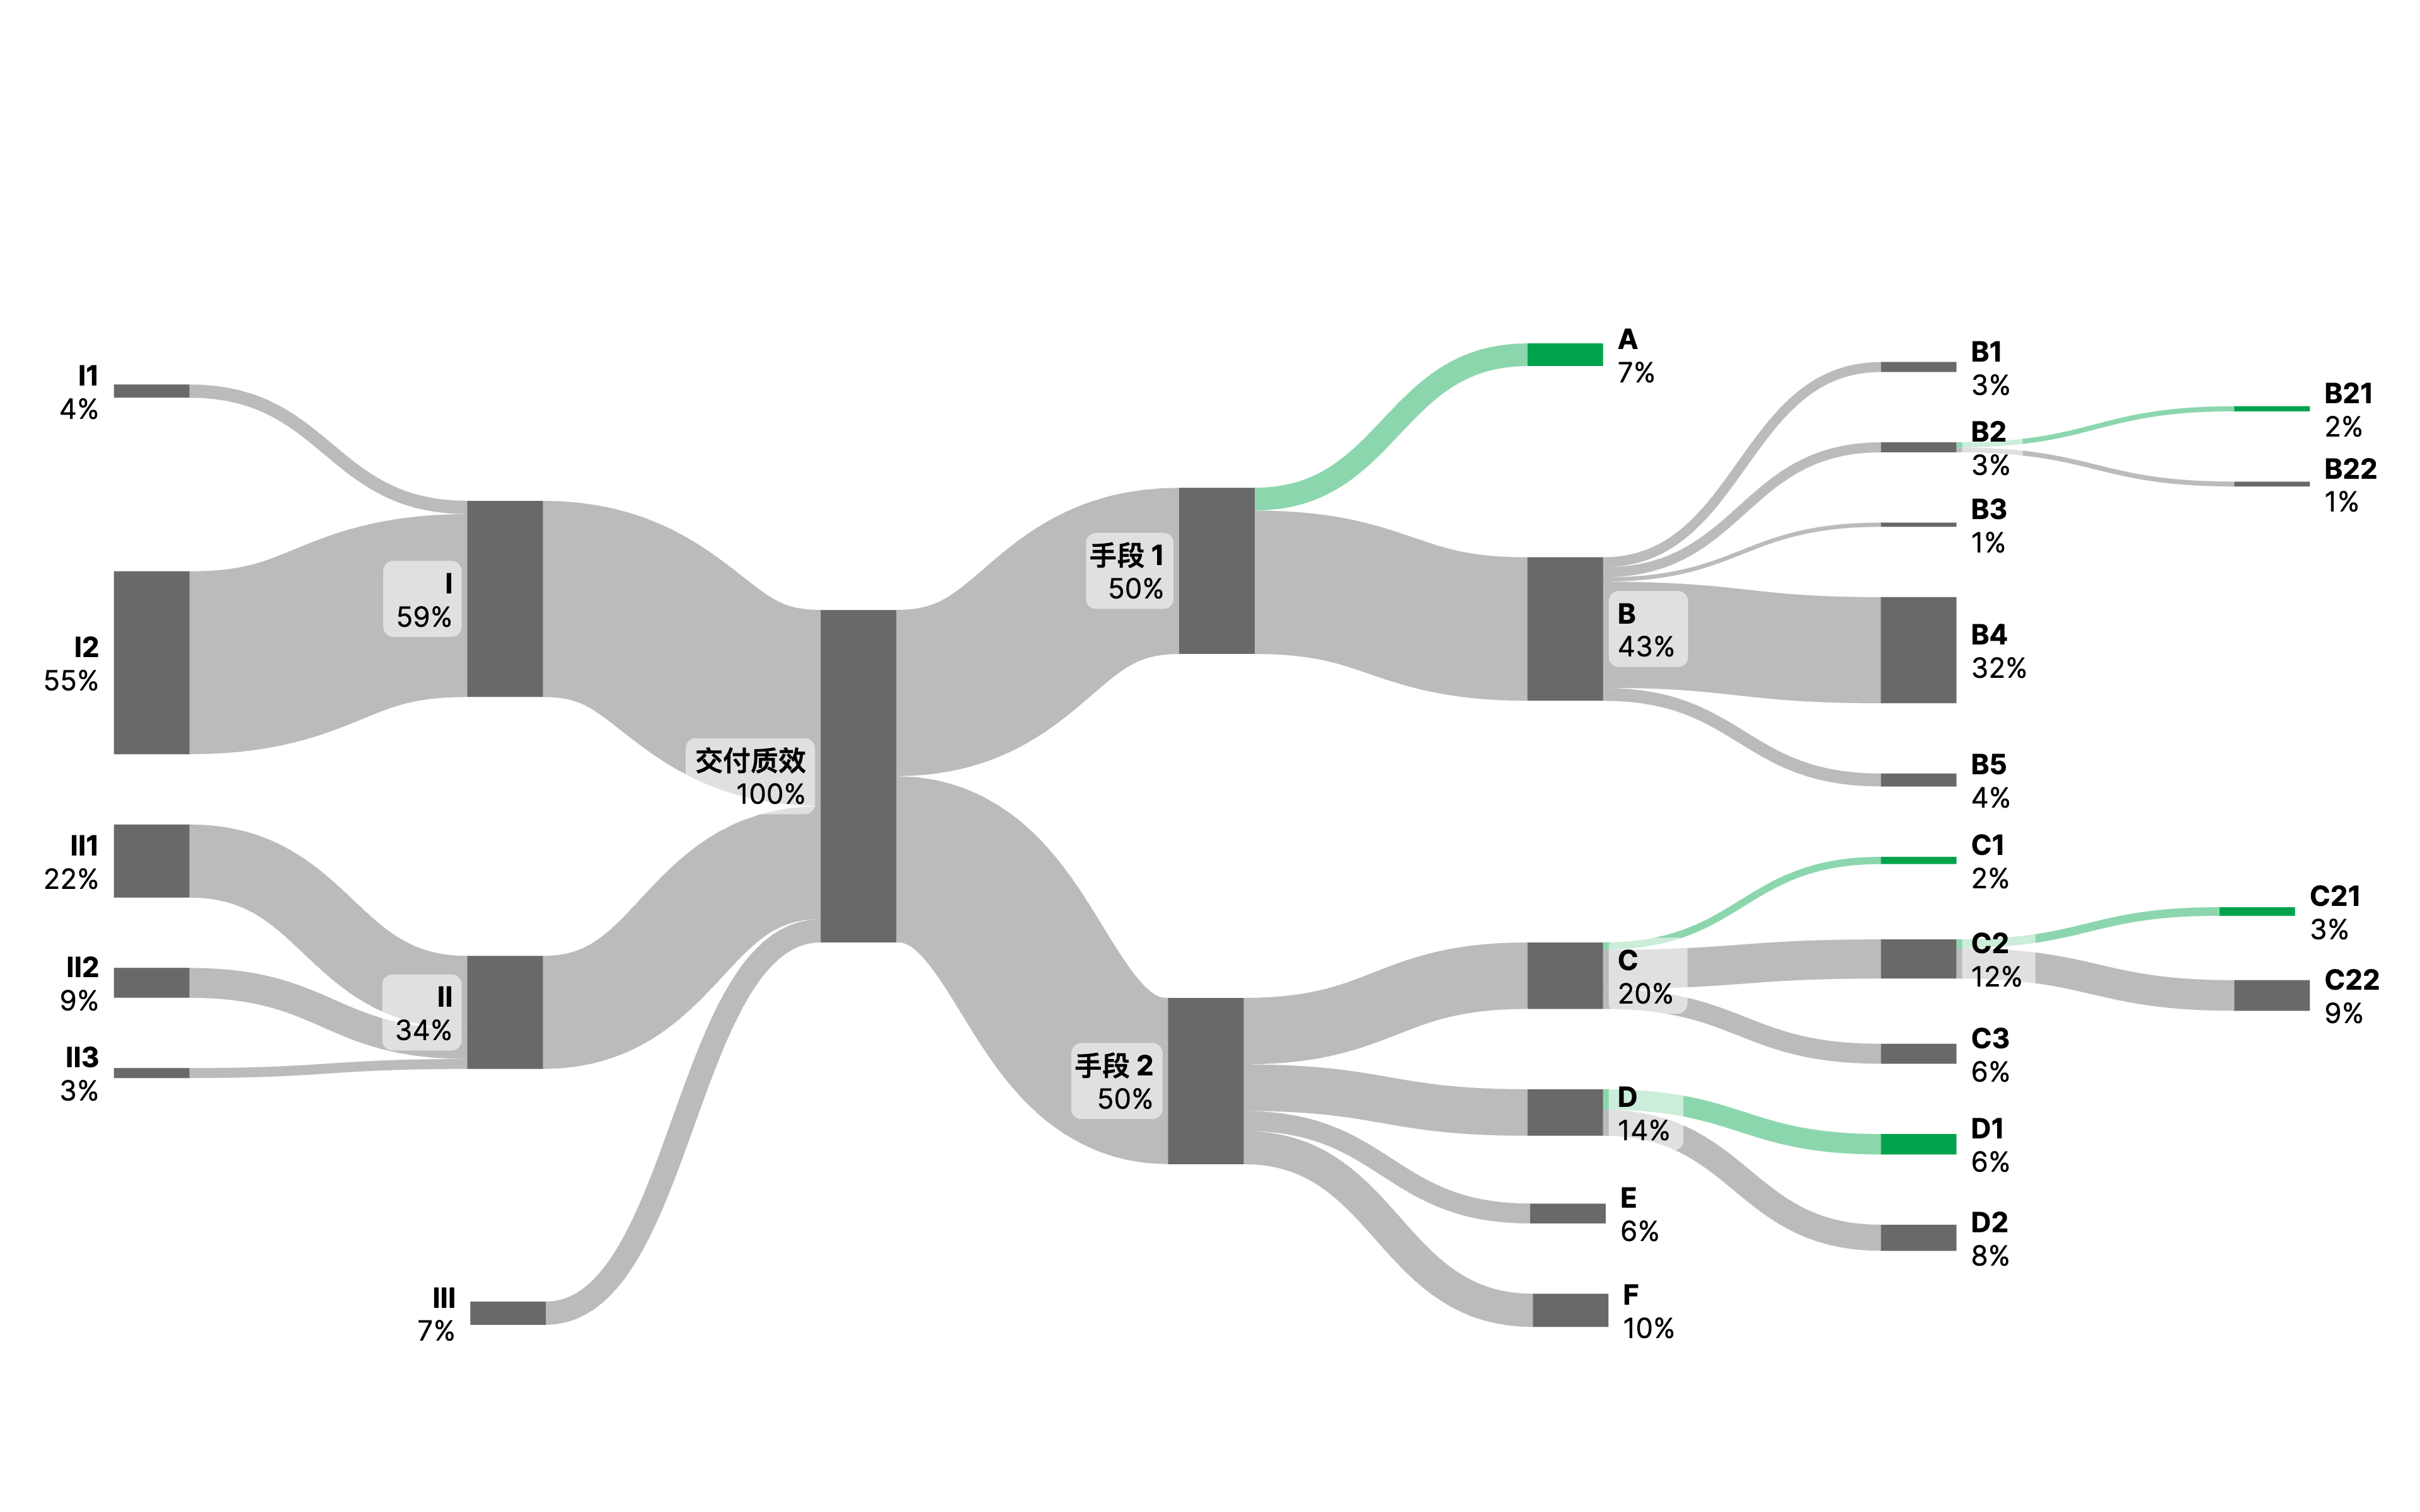 I1
4%
I2
55%
II1
22%
II2
9%
II3
3%
I
59%
II
34%
III
7%
交付质效
100%
手段 1
50%
手段 2
50%
A
7%
B
43%
C
20%
D
14%
E
6%
F
10%
B1
3%
B2
3%
B3
1%
B4
32%
B5
4%
C1
2%
C2
12%
C3
6%
D1
6%
D2
8%
B21
2%
B22
1%
C21
3%
C22
9%